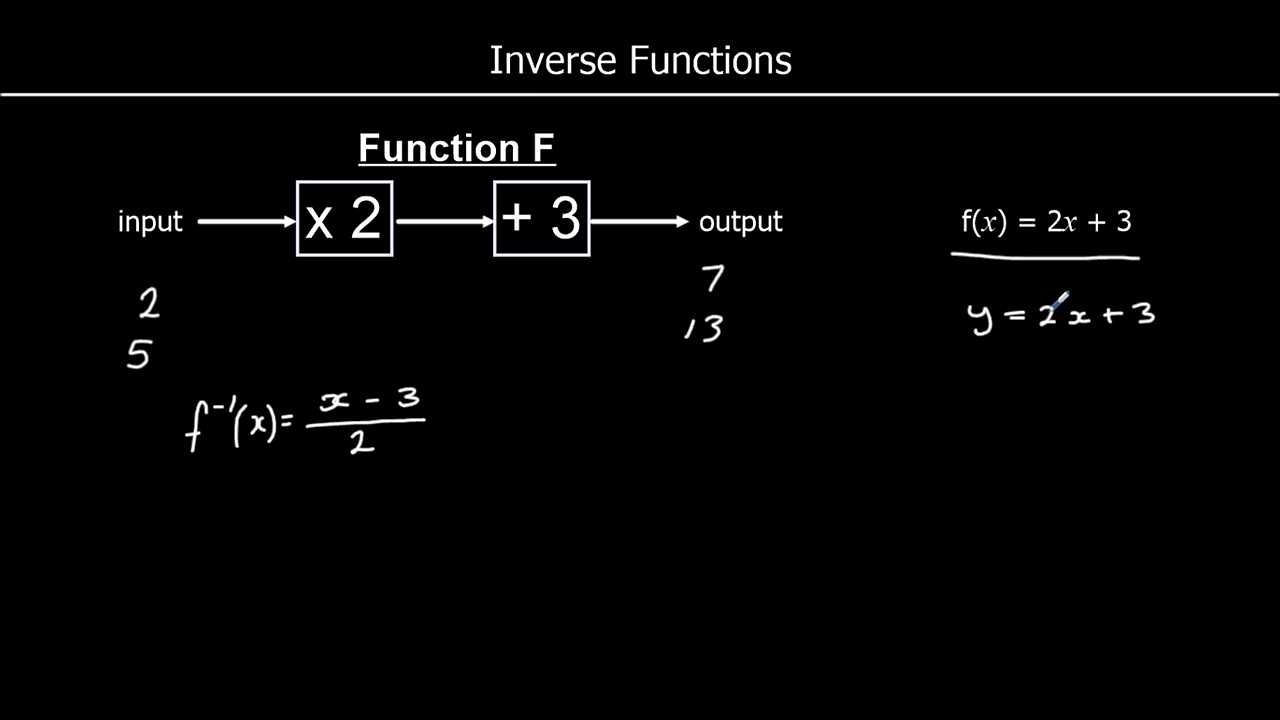 Inverse Functions
Function F
input x 2 + 3 output f(x) = 2x + 3
2 7 y = 2x + 3
5 13
f⁻¹(x) = x - 3
2